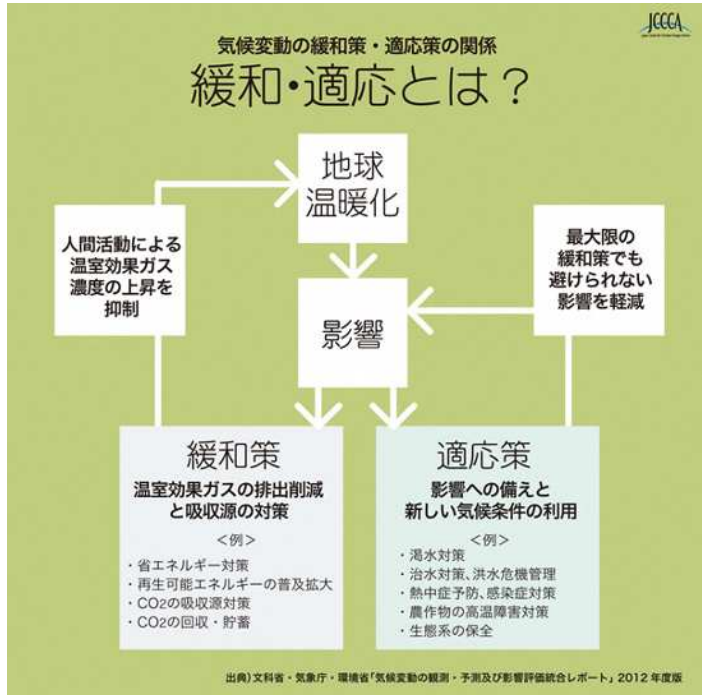 JCCCA
気候変動の緩和策・適応策の関係
緩和・適応とは？
地球
温暖化
人間活動による
温室効果ガス
濃度の上昇を
抑制
最大限の
緩和策でも
避けられない
影響を軽減
影響
緩和策
温室効果ガスの排出削減
と吸収源の対策
＜例＞
・省エネルギー対策
・再生可能エネルギーの普及拡大
・CO2の吸収源対策
・CO2の回収・貯蓄
適応策
影響への備えと
新しい気候条件の利用
＜例＞
・渇水対策
・治水対策、洪水危機管理
・熱中症予防、感染症対策
・農作物の高温障害対策
・生態系の保全
出典）文科省・気象庁・環境省「気候変動の観測・予測及び影響評価統合レポート」2012年度版